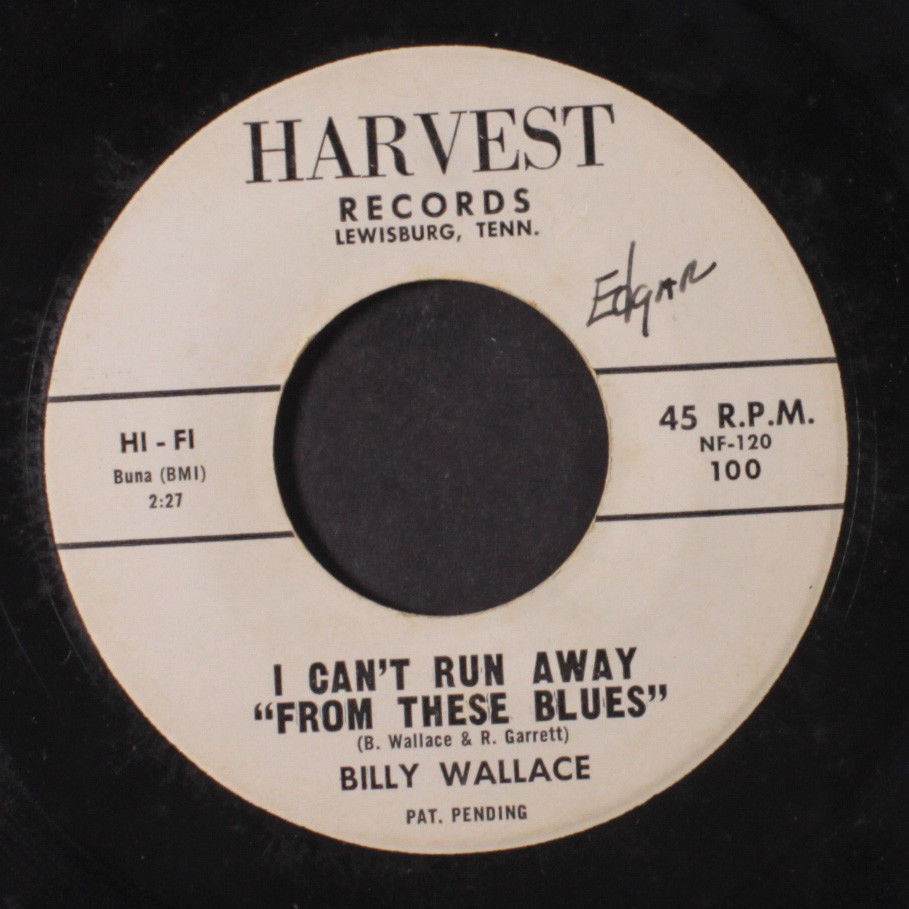 HARVEST
RECORDS
LEWISBURG, TENN.
Edgar
HI - FI
Buna (BMI)
2:27
45 R.P.M.
NF-120
100
I CAN'T RUN AWAY
“FROM THESE BLUES”
(B. Wallace & R. Garrett)
BILLY WALLACE
PAT. PENDING